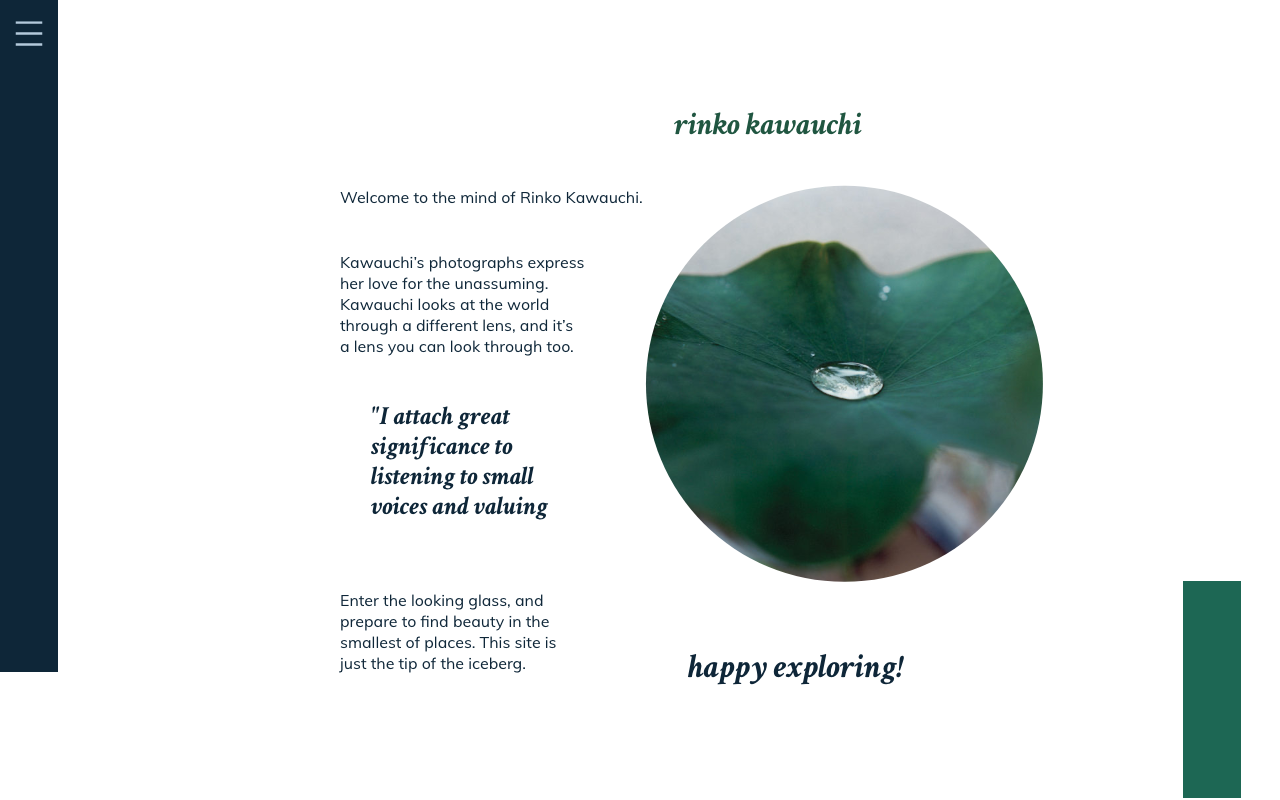 rinko kawauchi
Welcome to the mind of Rinko Kawauchi.
Kawauchi’s photographs express
her love for the unassuming.
Kawauchi looks at the world
through a different lens, and it’s
a lens you can look through too.
"I attach great
significance to
listening to small
voices and valuing
Enter the looking glass, and
prepare to find beauty in the
smallest of places. This site is
just the tip of the iceberg.
happy exploring!